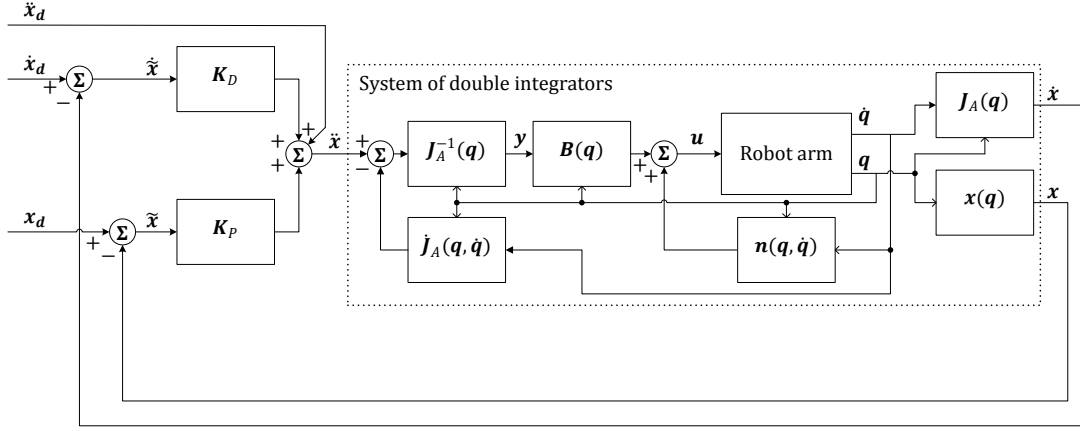 ẍ_d
ẋ_d
Σ
+
−
x̃̇
K_D
System of double integrators
J_A(q)
ẋ
q̇
+
+
+
Σ
ẍ
+
−
Σ
J_A⁻¹(q)
y
B(q)
+
+
Σ
u
Robot arm
q
x(q)
x
x_d
+
−
Σ
x̃
K_P
J̇_A(q, q̇)
n(q, q̇)